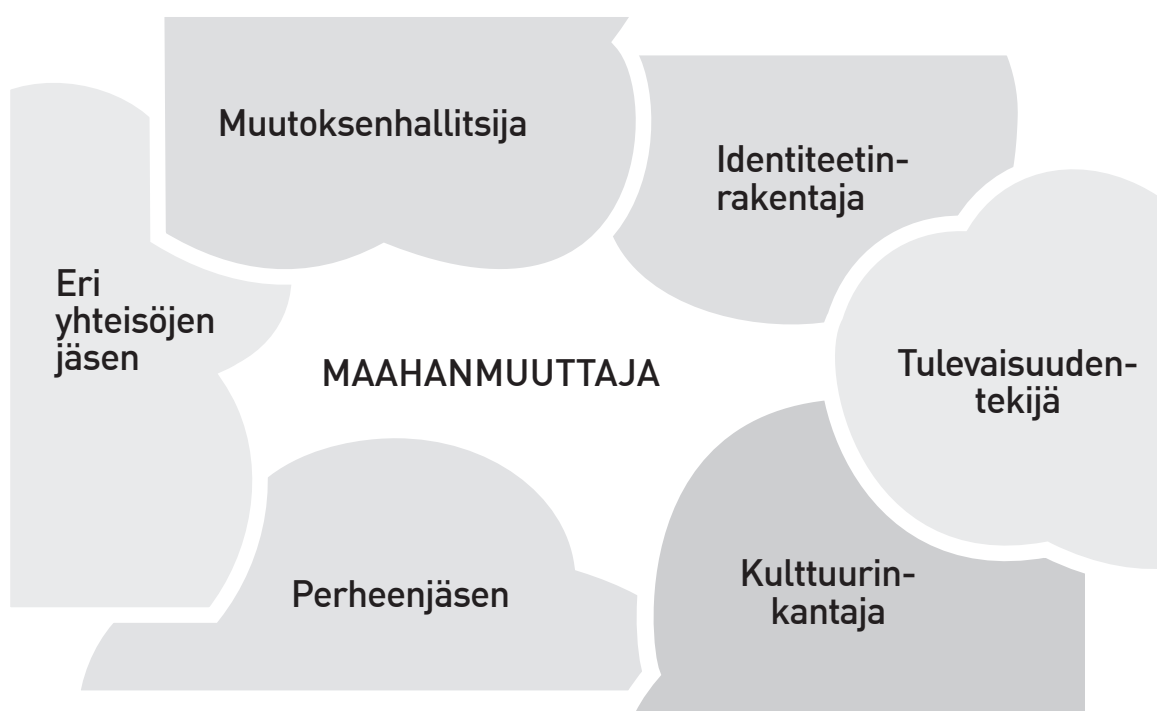 Muutoksenhallitsija
Identiteetin-
rakentaja
Eri
yhteisöjen
jäsen
MAAHANMUUTTAJA
Tulevaisuuden-
tekijä
Perheenjäsen
Kulttuurin-
kantaja